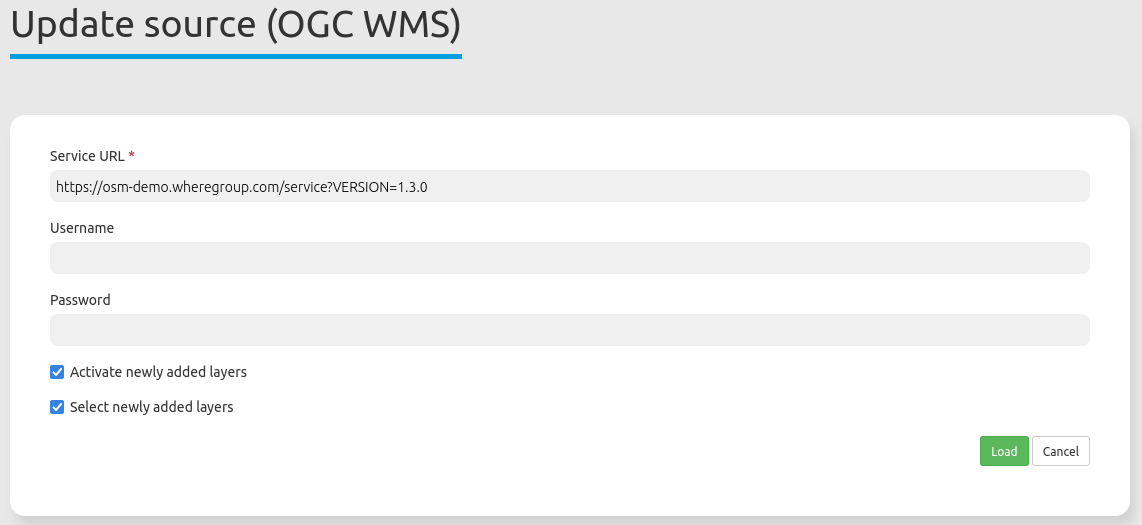 Update source (OGC WMS)
Service URL *
https://osm-demo.wheregroup.com/service?VERSION=1.3.0
Username
Password
Activate newly added layers
Select newly added layers
Load Cancel